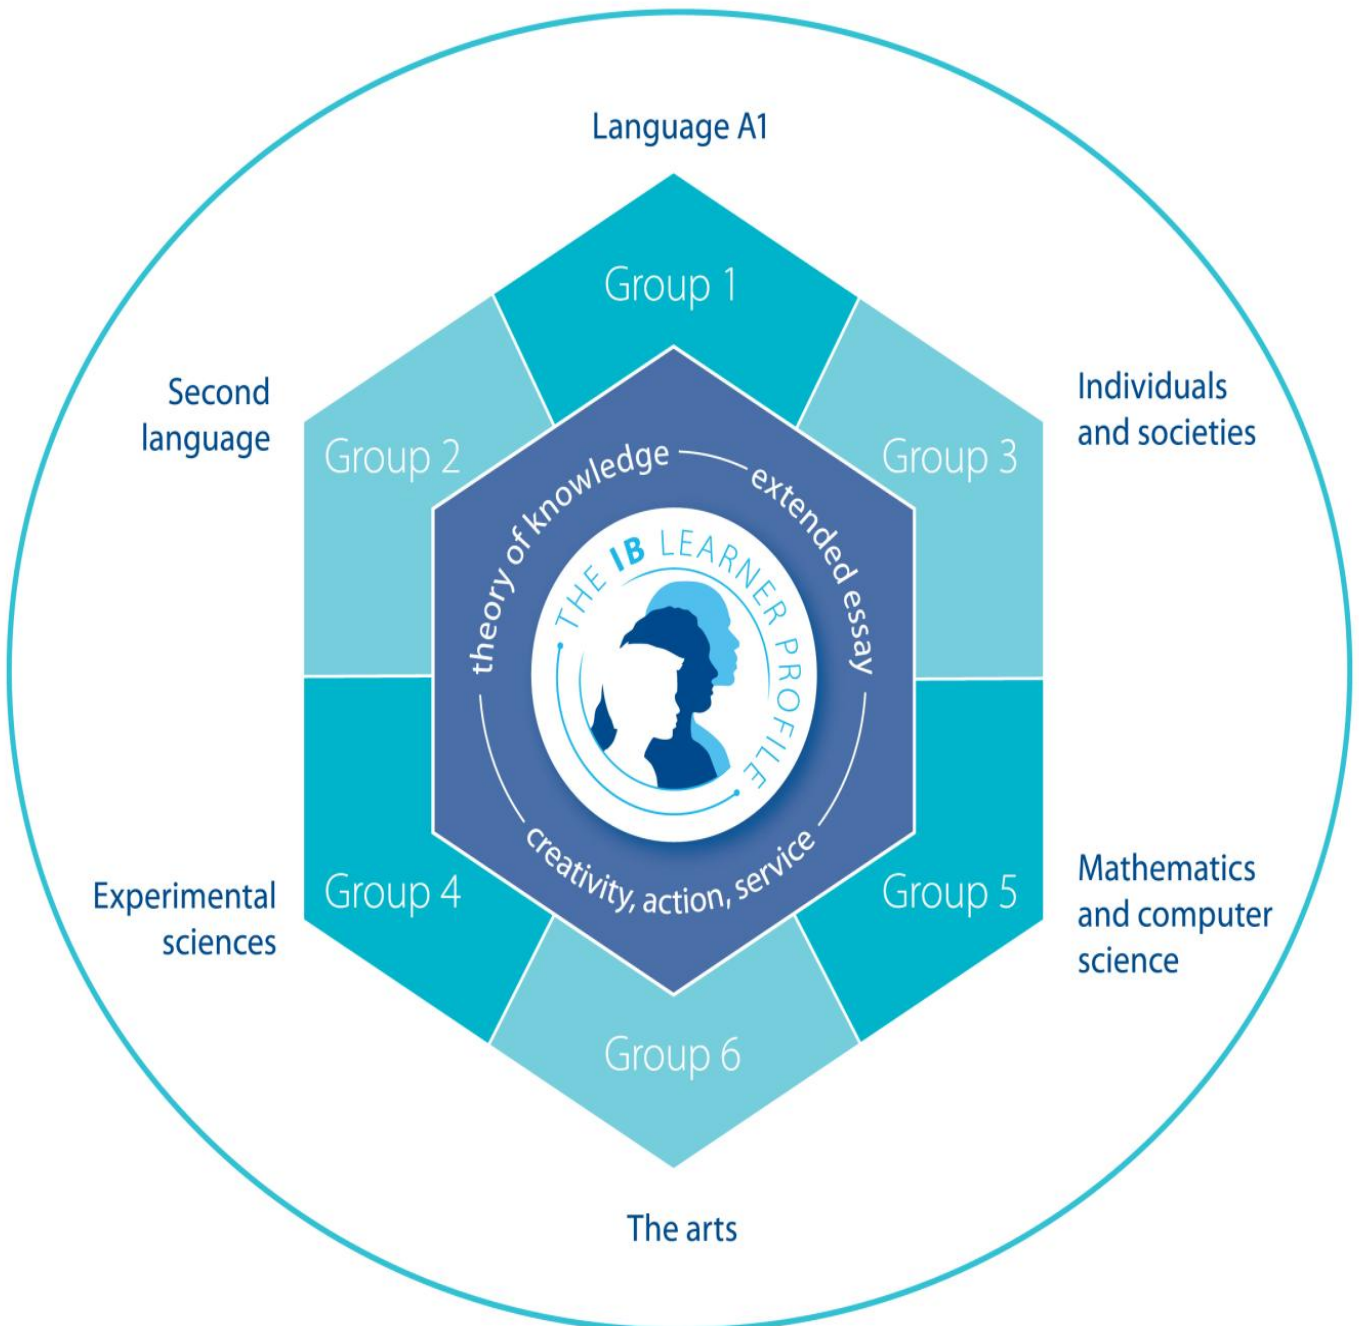 Language A1
Group 1
Second
language
Group 2
Individuals
and societies
Group 3
theory of knowledge
extended essay
THE IB LEARNER PROFILE
creativity, action, service
Experimental
sciences
Group 4
Mathematics
and computer
science
Group 5
Group 6
The arts